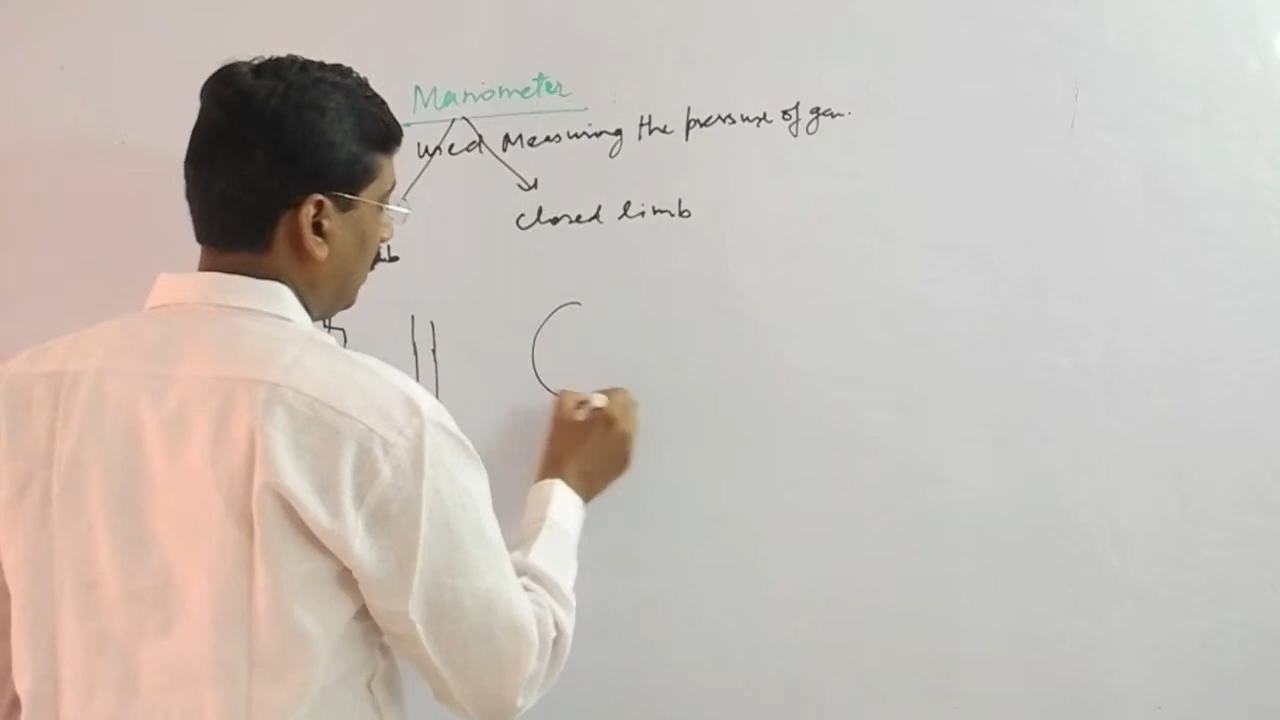 Manometer
used Measuring the pressure of gas.
closed limb